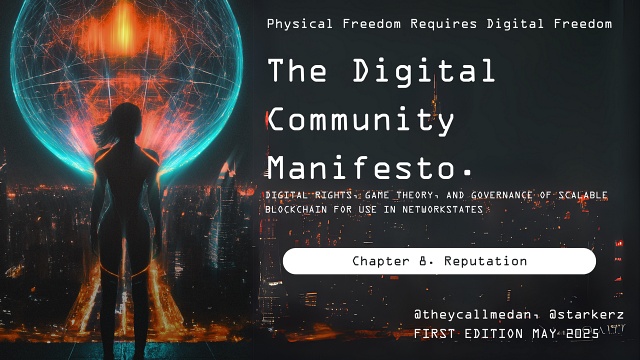 Physical Freedom Requires Digital Freedom
The Digital
Community
Manifesto.
DIGITAL RIGHTS, GAME THEORY, AND GOVERNANCE OF SCALABLE
BLOCKCHAIN FOR USE IN NETWORKSTATES
Chapter 8. Reputation
@theycallmedan, @starkerz
FIRST EDITION MAY 2025